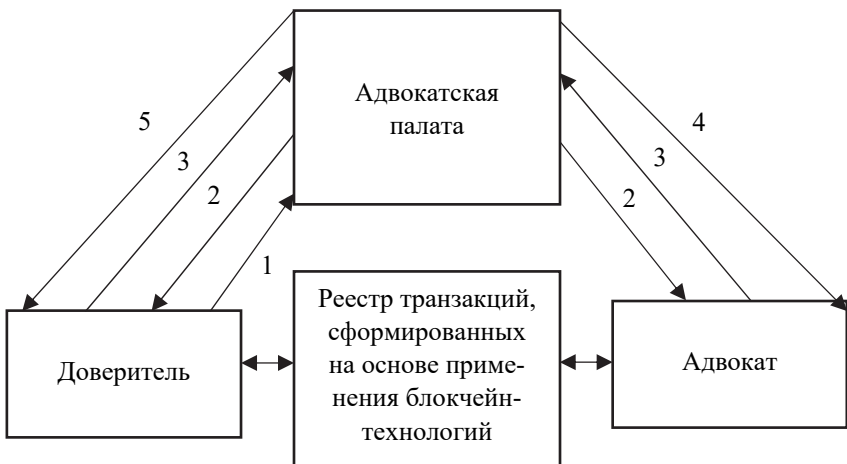 Адвокатская
палата
5
3
2
1
4
3
2
Реестр транзакций,
сформированных
на основе приме-
нения блокчейн-
технологий
Доверитель
Адвокат